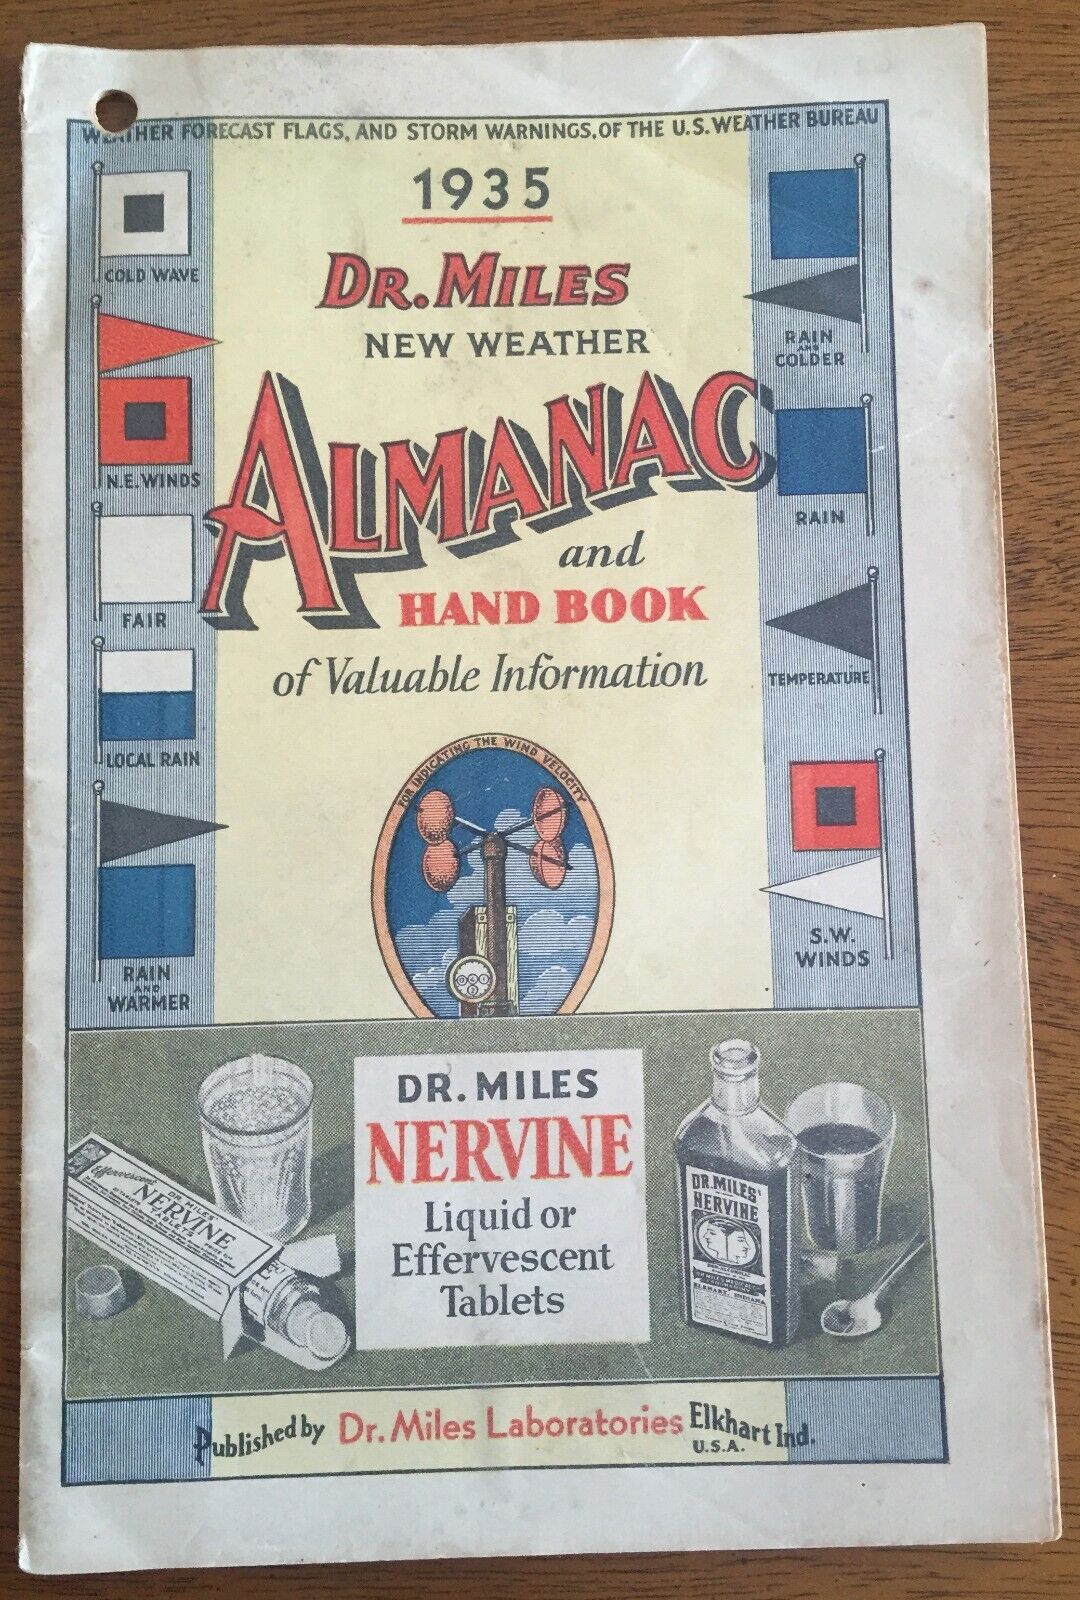 WEATHER FORECAST FLAGS, AND STORM WARNINGS, OF THE U.S. WEATHER BUREAU
1935
DR. MILES
NEW WEATHER
ALMANAC
and
HAND BOOK
of Valuable Information
COLD WAVE
N.E. WINDS
FAIR
LOCAL RAIN
RAIN
AND
WARMER
RAIN
AND
COLDER
RAIN
TEMPERATURE
S.W.
WINDS
FOR INDICATING THE WIND VELOCITY
DR. MILES
NERVINE
Liquid or
Effervescent
Tablets
Effervescent
DR. MILES'
NERVINE
TABLETS
DR. MILES'
NERVINE
ELKHART, INDIANA
Published by Dr. Miles Laboratories Elkhart Ind.
U.S.A.